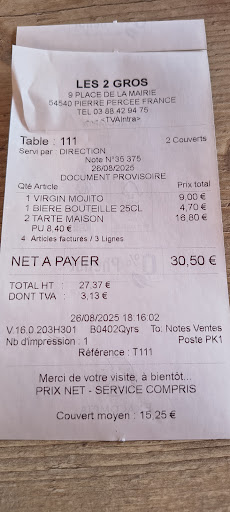 LES 2 GROS
9 PLACE DE LA MAIRIE
54540 PIERRE PERCEE FRANCE
TEL 03 88 42 94 75
<TVAIntra>
Table : 111 2 Couverts
Servi par : DIRECTION
Note N°35 375
26/08/2025
DOCUMENT PROVISOIRE
Qté Article Prix total
1 VIRGIN MOJITO 9,00 €
1 BIERE BOUTEILLE 25CL 4,70 €
2 TARTE MAISON 16,80 €
PU 8,40 €
4 Articles facturés / 3 Lignes
NET A PAYER 30,50 €
TOTAL HT : 27,37 €
DONT TVA : 3,13 €
26/08/2025 18:16:02
V.16.0.203H301 B0402Qyrs To: Notes Ventes
Nb d'impression : 1 Poste PK1
Référence : T111
Merci de votre visite, à bientôt...
PRIX NET - SERVICE COMPRIS
Couvert moyen : 15,25 €